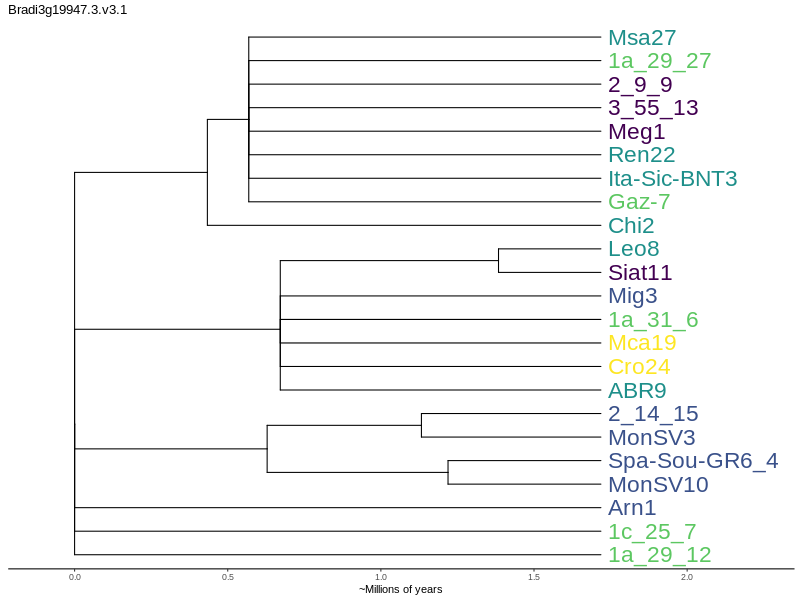 Bradi3g19947.3.v3.1
Msa27
1a_29_27
2_9_9
3_55_13
Meg1
Ren22
Ita-Sic-BNT3
Gaz-7
Chi2
Leo8
Siat11
Mig3
1a_31_6
Mca19
Cro24
ABR9
2_14_15
MonSV3
Spa-Sou-GR6_4
MonSV10
Arn1
1c_25_7
1a_29_12
0.0 0.5 1.0 1.5 2.0
~Millions of years